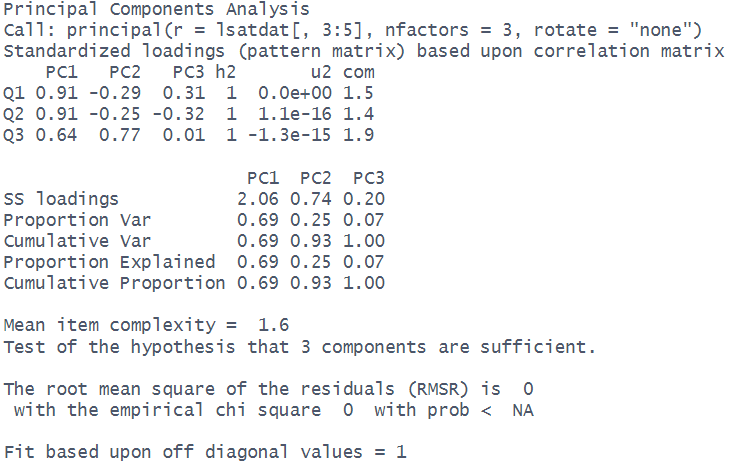 Principal Components Analysis
Call: principal(r = lsatdat[, 3:5], nfactors = 3, rotate = "none")
Standardized loadings (pattern matrix) based upon correlation matrix
    PC1   PC2   PC3 h2       u2 com
Q1 0.91 -0.29  0.31  1  0.0e+00 1.5
Q2 0.91 -0.25 -0.32  1  1.1e-16 1.4
Q3 0.64  0.77  0.01  1 -1.3e-15 1.9

                       PC1  PC2  PC3
SS loadings           2.06 0.74 0.20
Proportion Var        0.69 0.25 0.07
Cumulative Var        0.69 0.93 1.00
Proportion Explained  0.69 0.25 0.07
Cumulative Proportion 0.69 0.93 1.00

Mean item complexity =  1.6
Test of the hypothesis that 3 components are sufficient.

The root mean square of the residuals (RMSR) is  0
 with the empirical chi square  0  with prob <  NA

Fit based upon off diagonal values = 1